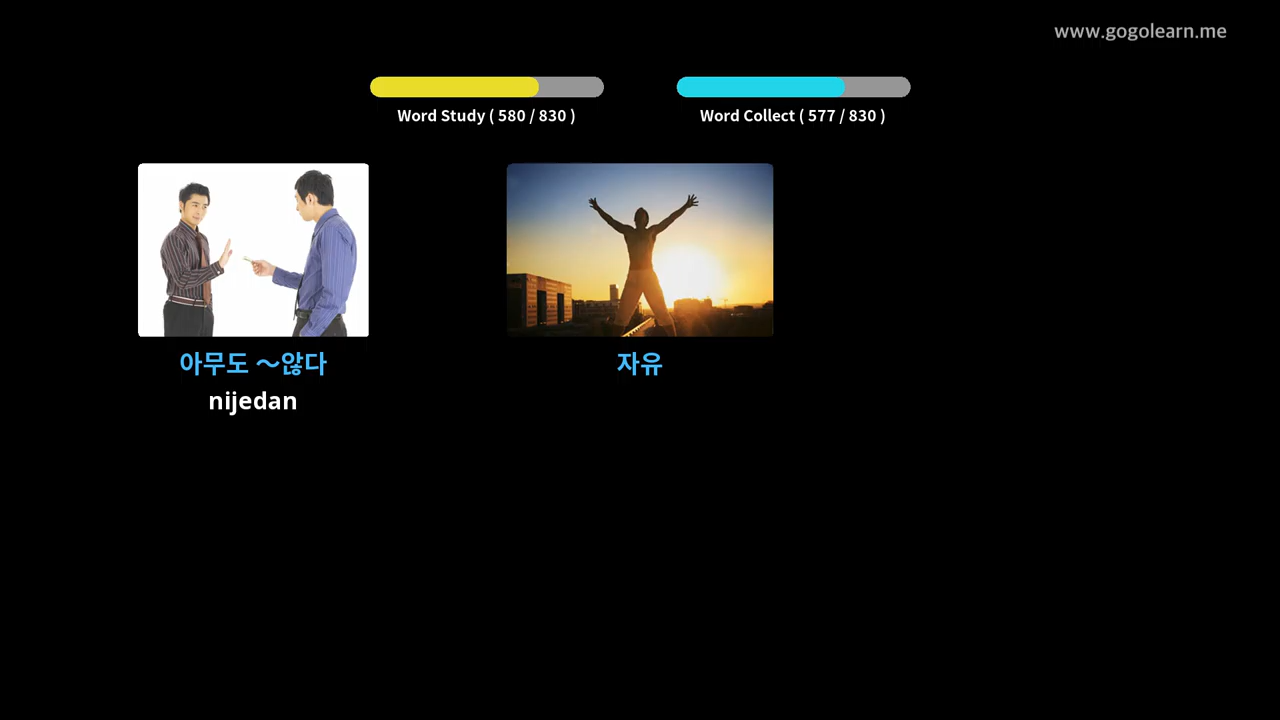 www.gogolearn.me
Word Study ( 580 / 830 )
Word Collect ( 577 / 830 )
아무도 ～않다
nijedan
자유